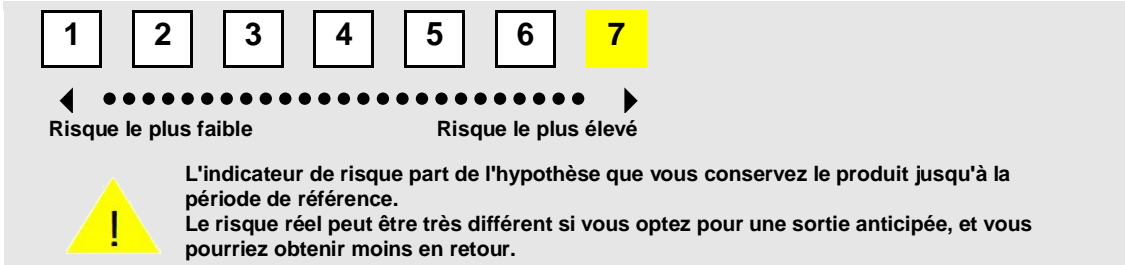 1 2 3 4 5 6 7
Risque le plus faible Risque le plus élevé
L'indicateur de risque part de l'hypothèse que vous conservez le produit jusqu'à la
période de référence.
! Le risque réel peut être très différent si vous optez pour une sortie anticipée, et vous
pourriez obtenir moins en retour.